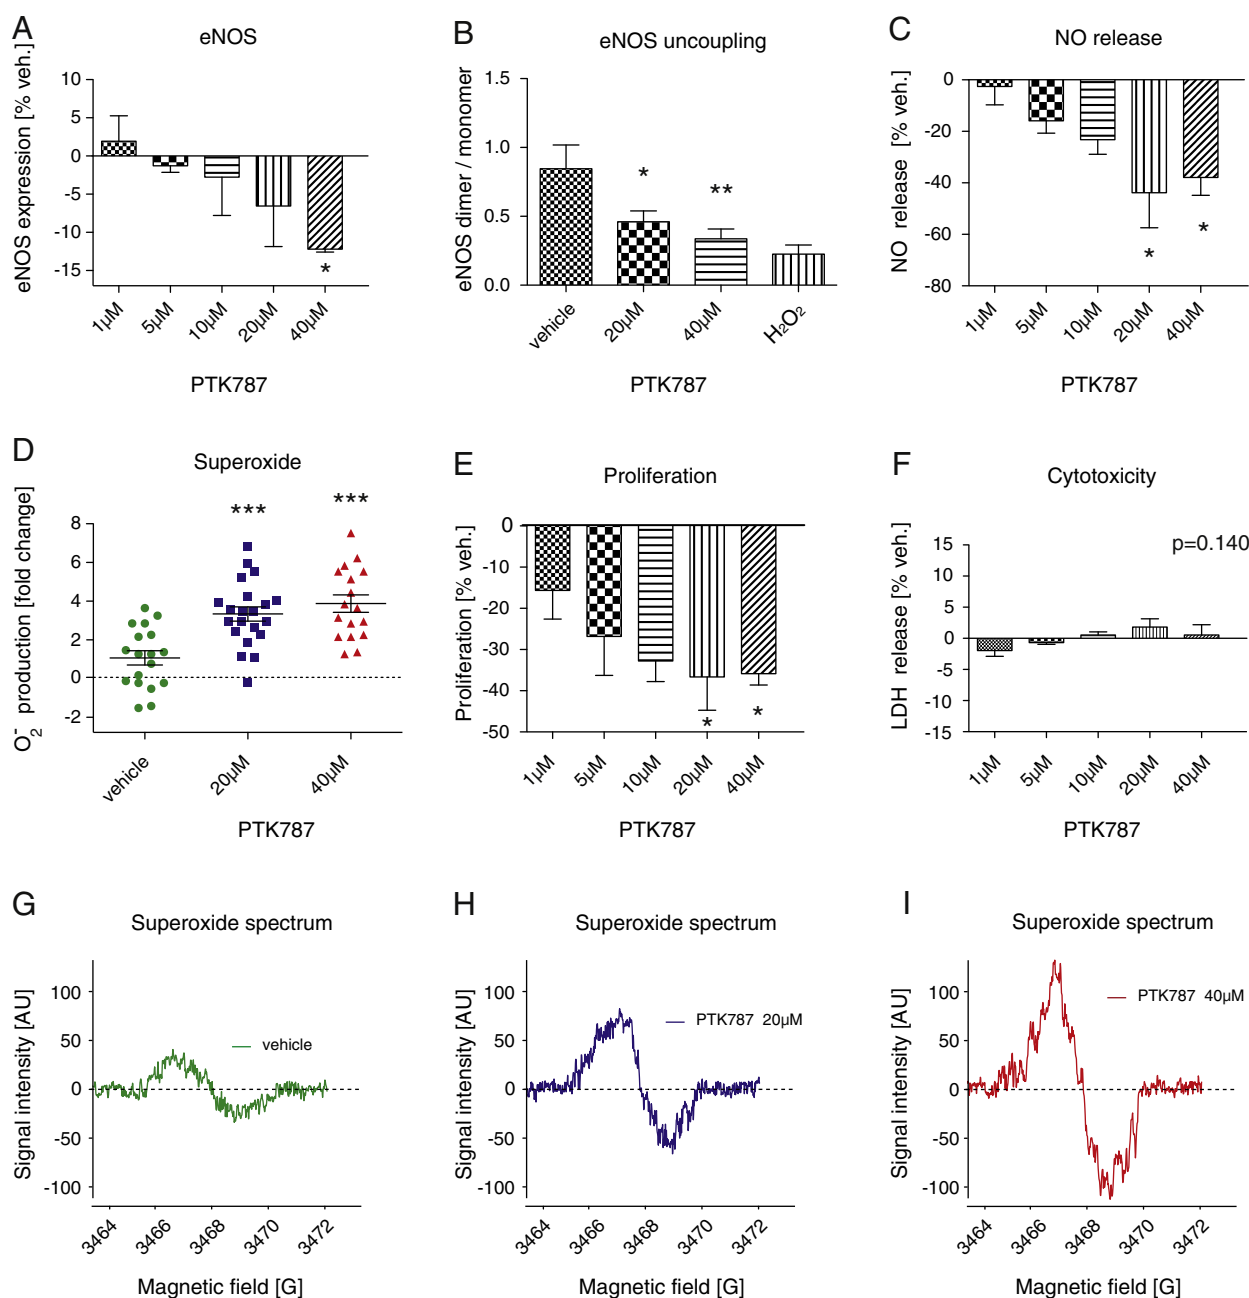 A
eNOS
eNOS expression [% veh.]
10
5
0
-5
-10
-15
*
1µM
5µM
10µM
20µM
40µM
PTK787
B
eNOS uncoupling
eNOS dimer / monomer
1.5
1.0
0.5
0.0
*
**
vehicle
20µM
40µM
H₂O₂
PTK787
C
NO release
NO release [% veh.]
0
-20
-40
-60
-80
*
*
1µM
5µM
10µM
20µM
40µM
PTK787
D
Superoxide
O₂⁻ production [fold change]
8
6
4
2
0
-2
***
***
vehicle
20µM
40µM
PTK787
E
Proliferation
Proliferation [% veh.]
0
-10
-20
-30
-40
-50
*
*
1µM
5µM
10µM
20µM
40µM
PTK787
F
Cytotoxicity
p=0.140
LDH release [% veh.]
15
10
5
0
-5
-10
-15
1µM
5µM
10µM
20µM
40µM
PTK787
G
Superoxide spectrum
Signal intensity [AU]
100
50
0
-50
-100
vehicle
3464
3466
3468
3470
3472
Magnetic field [G]
H
Superoxide spectrum
Signal intensity [AU]
100
50
0
-50
-100
PTK787 20µM
3464
3466
3468
3470
3472
Magnetic field [G]
I
Superoxide spectrum
Signal intensity [AU]
100
50
0
-50
-100
PTK787 40µM
3464
3466
3468
3470
3472
Magnetic field [G]